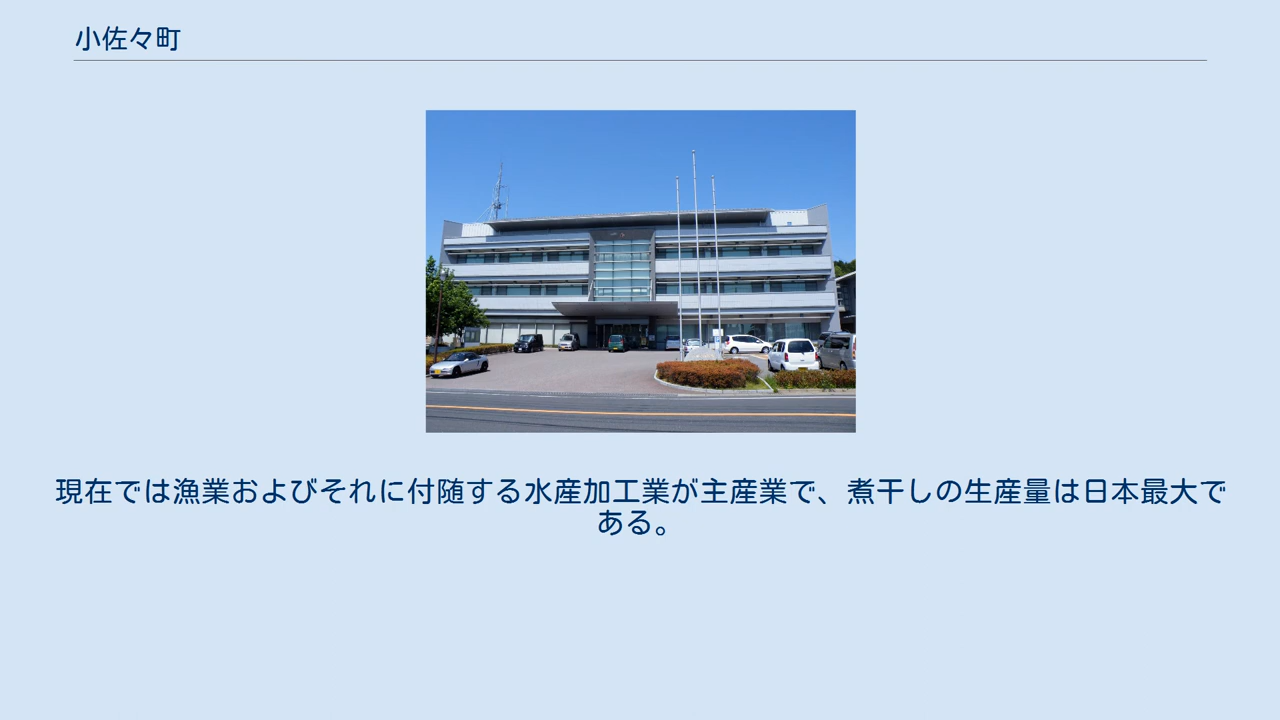 小佐々町
現在では漁業およびそれに付随する水産加工業が主産業で、煮干しの生産量は日本最大で
ある。